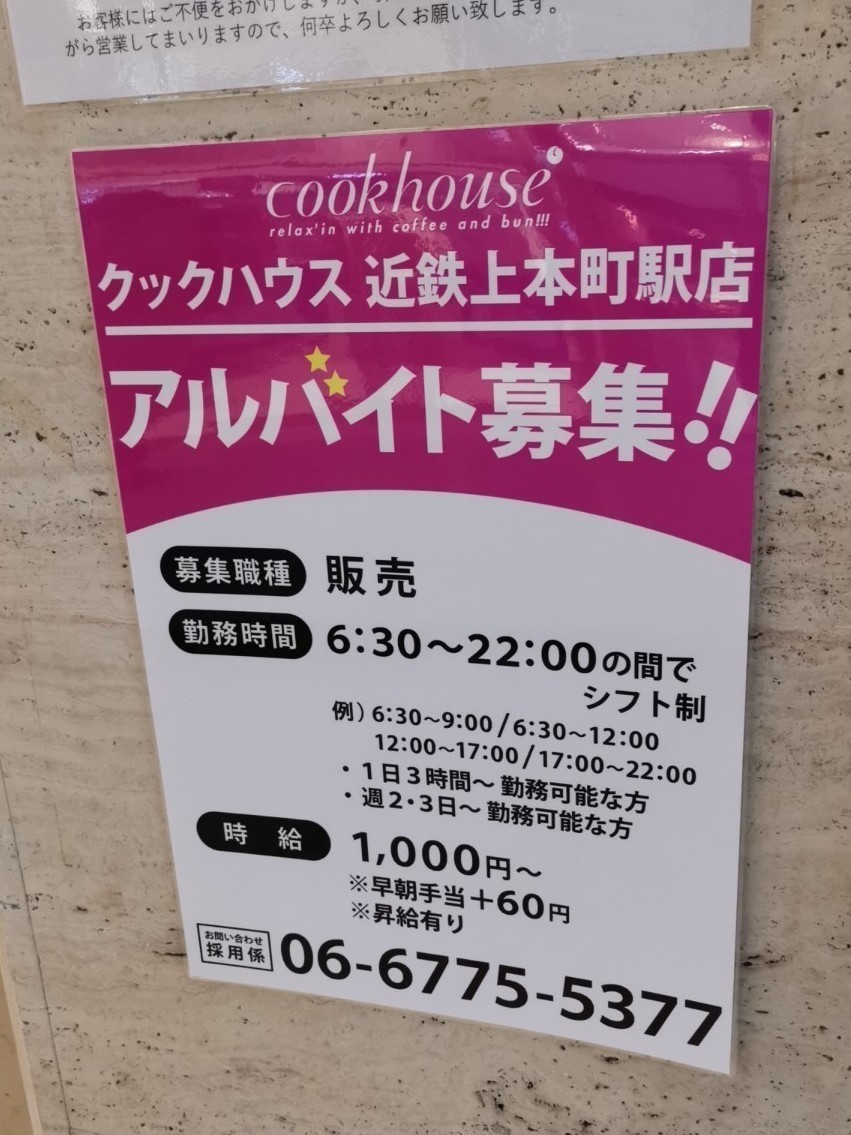 お客様にはご不便をおかけしますが、
がら営業してまいりますので、何卒よろしくお願い致します。
cookhouse
relax'in with coffee and bun!!!
クックハウス 近鉄上本町駅店
アルバイト募集!!
募集職種 販売
勤務時間 6:30～22:00の間で
シフト制
例）6:30～9:00 / 6:30～12:00
12:00～17:00 / 17:00～22:00
・1日3時間～ 勤務可能な方
・週2・3日～ 勤務可能な方
時給 1,000円～
※早朝手当+60円
※昇給有り
お問い合わせ
採用係 06-6775-5377